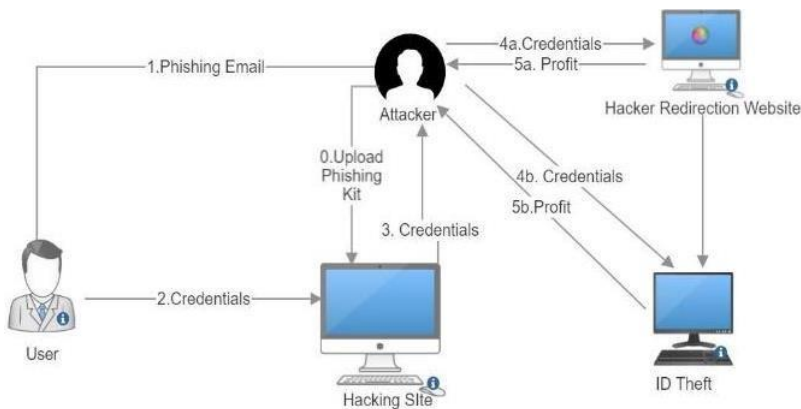 4a.Credentials
1.Phishing Email
5a. Profit
Attacker
Hacker Redirection Website
0.Upload
Phishing
Kit
4b. Credentials
5b.Profit
3. Credentials
2.Credentials
User
Hacking SIte
ID Theft